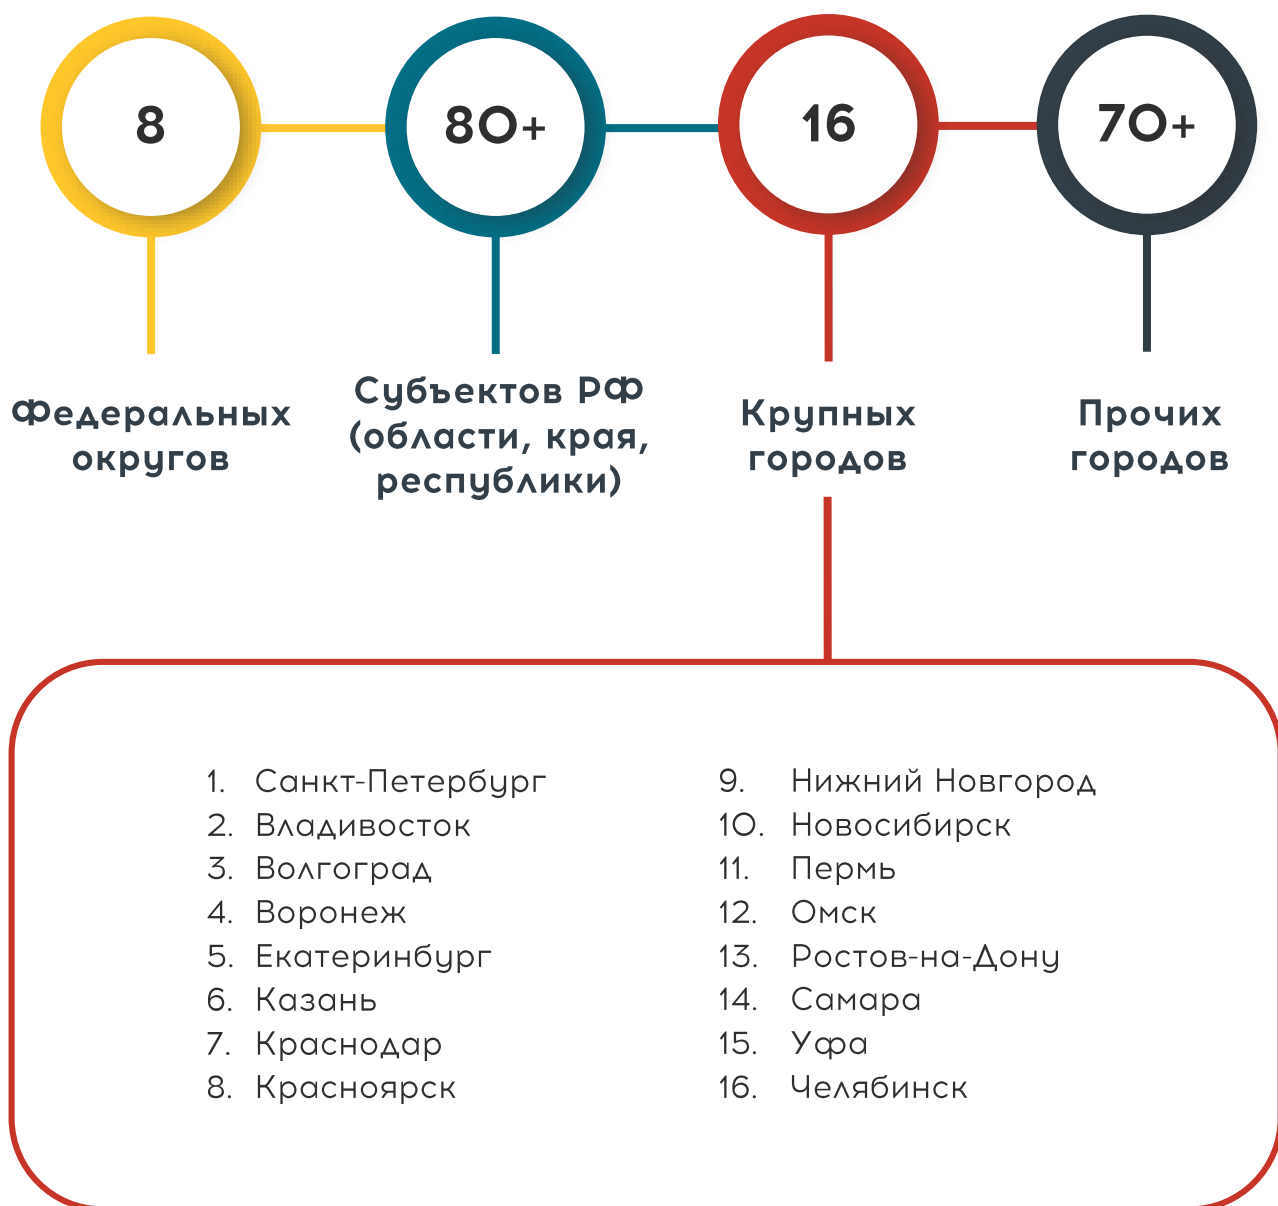 8
80+
16
70+
Федеральных
округов
Субъектов РФ
(области, края,
республики)
Крупных
городов
Прочих
городов
1. Санкт-Петербург
2. Владивосток
3. Волгоград
4. Воронеж
5. Екатеринбург
6. Казань
7. Краснодар
8. Красноярск
9. Нижний Новгород
10. Новосибирск
11. Пермь
12. Омск
13. Ростов-на-Дону
14. Самара
15. Уфа
16. Челябинск